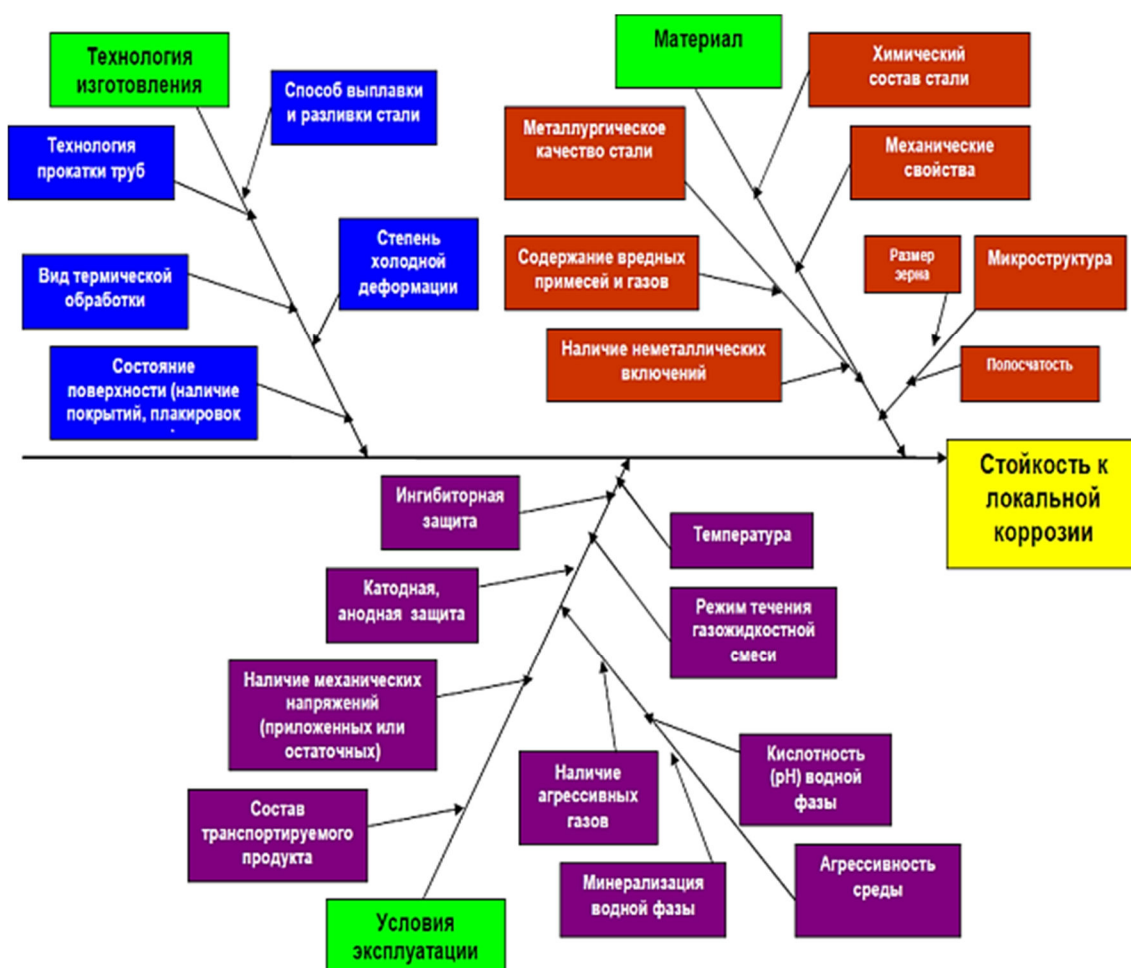 Технология
изготовления
Способ выплавки
и разливки стали
Технология
прокатки труб
Степень
холодной
деформации
Вид термической
обработки
Состояние
поверхности (наличие
покрытий, плакировок
Материал
Химический
состав стали
Металлургическое
качество стали
Механические
свойства
Содержание вредных
примесей и газов
Размер
зерна
Микроструктура
Наличие неметаллических
включений
Полосчатость
Стойкость к
локальной
коррозии
Ингибиторная
защита
Температура
Катодная,
анодная защита
Режим течения
газожидкостной
смеси
Наличие механических
напряжений
(приложенных или
остаточных)
Наличие
агрессивных
газов
Кислотность
(pH) водной
фазы
Состав
транспортируемого
продукта
Минерализация
водной фазы
Агрессивность
среды
Условия
эксплуатации